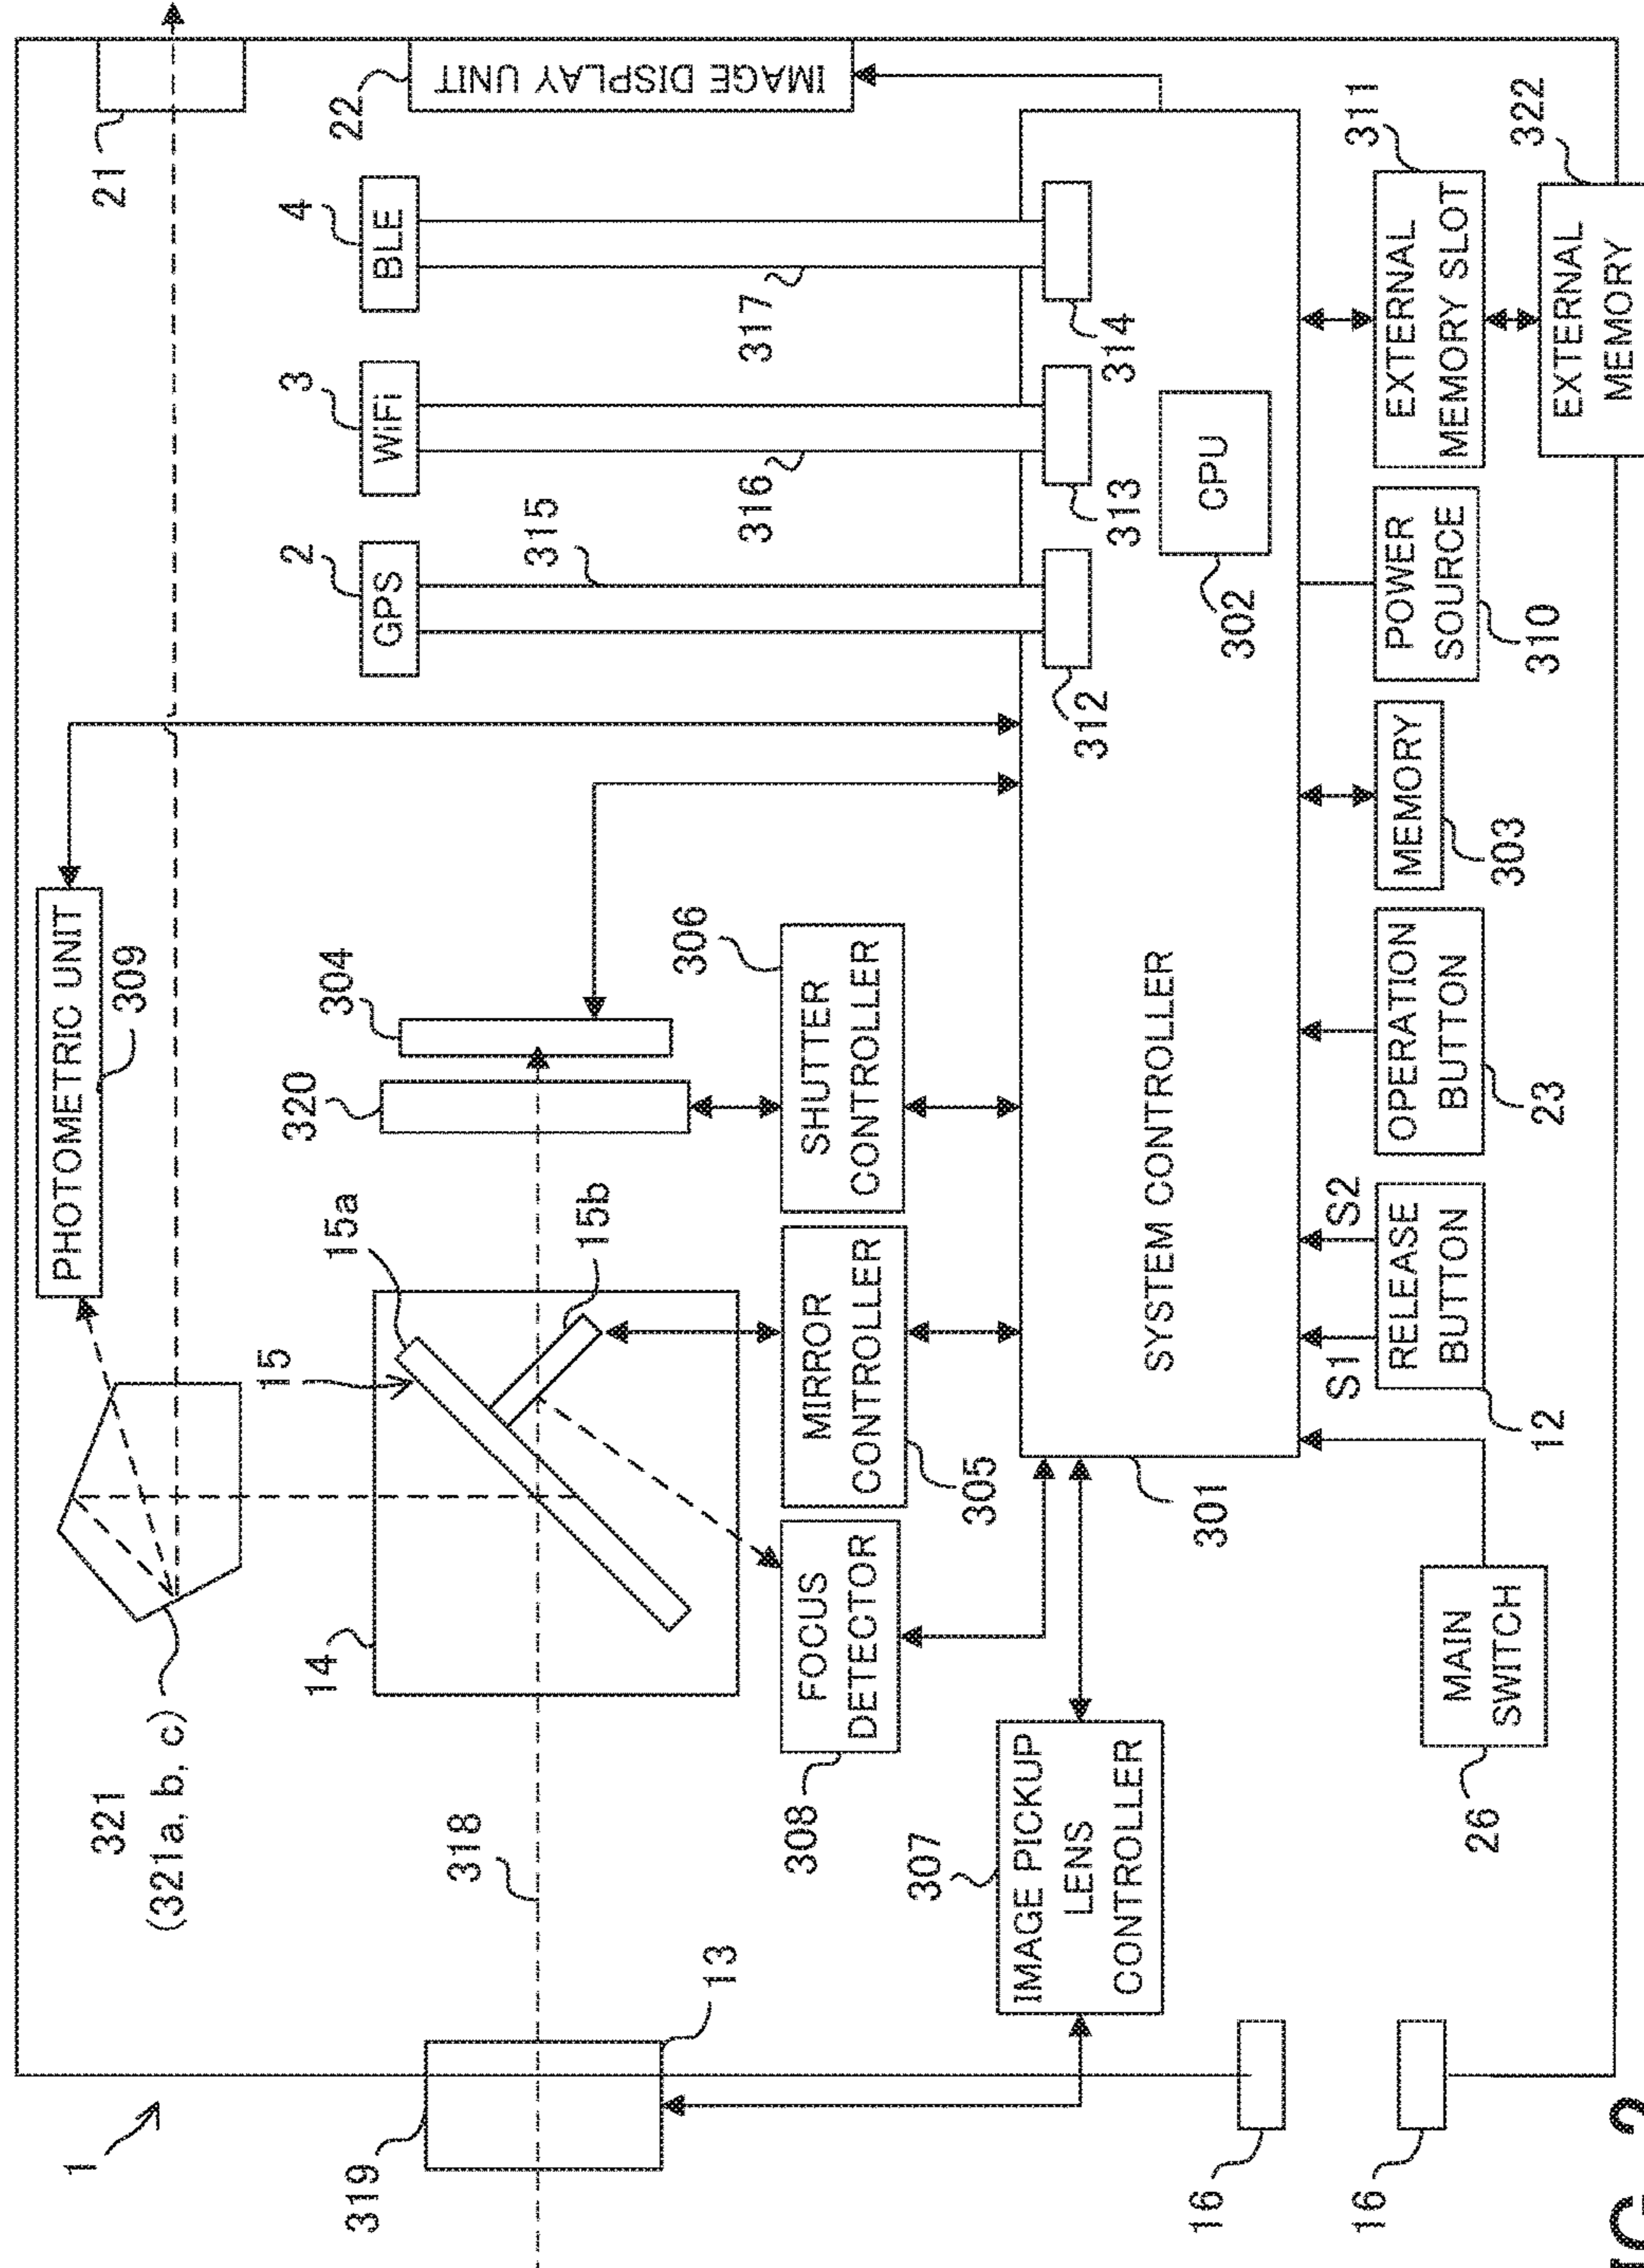 1
319
13
318
321
(321a, b, c)
14
15
15a
15b
PHOTOMETRIC UNIT
309
320
304
21
22
IMAGE DISPLAY UNIT
2
GPS
3
WiFi
4
BLE
315
316
317
312
313
314
FOCUS
DETECTOR
308
MIRROR
CONTROLLER
305
SHUTTER
CONTROLLER
306
IMAGE PICKUP
LENS
CONTROLLER
307
SYSTEM CONTROLLER
301
CPU
302
16
16
MAIN
SWITCH
26
S1
S2
RELEASE
BUTTON
12
OPERATION
BUTTON
23
MEMORY
303
POWER
SOURCE
310
EXTERNAL
MEMORY SLOT
311
EXTERNAL
MEMORY
322